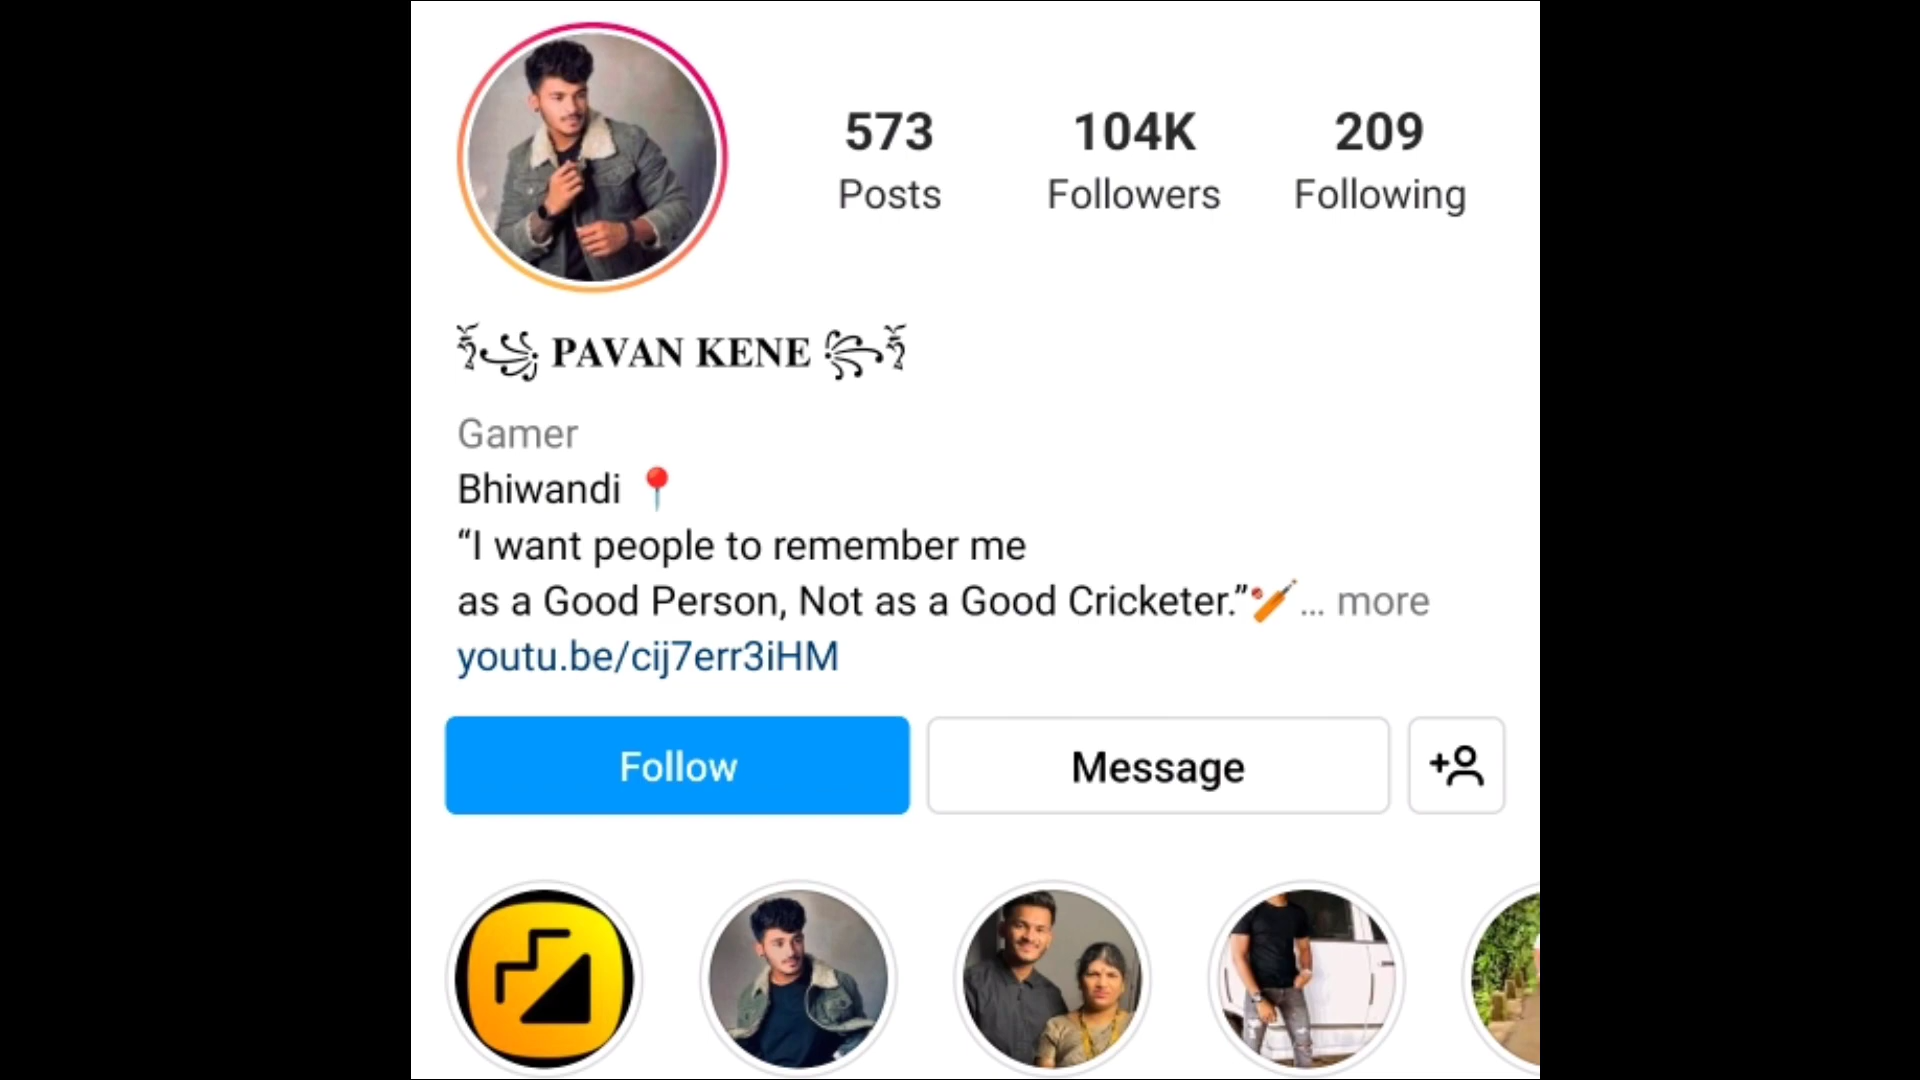 573 104K 209
Posts Followers Following
PAVAN KENE
Gamer
Bhiwandi 📍
“I want people to remember me
as a Good Person, Not as a Good Cricketer.”🏏... more
youtu.be/cij7err3iHM
Follow Message